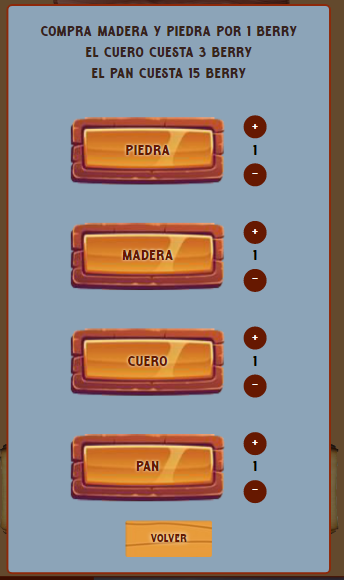 COMPRA MADERA Y PIEDRA POR 1 BERRY
EL CUERO CUESTA 3 BERRY
EL PAN CUESTA 15 BERRY
+
PIEDRA 1
-
+
MADERA 1
-
+
CUERO 1
-
+
PAN 1
-
VOLVER